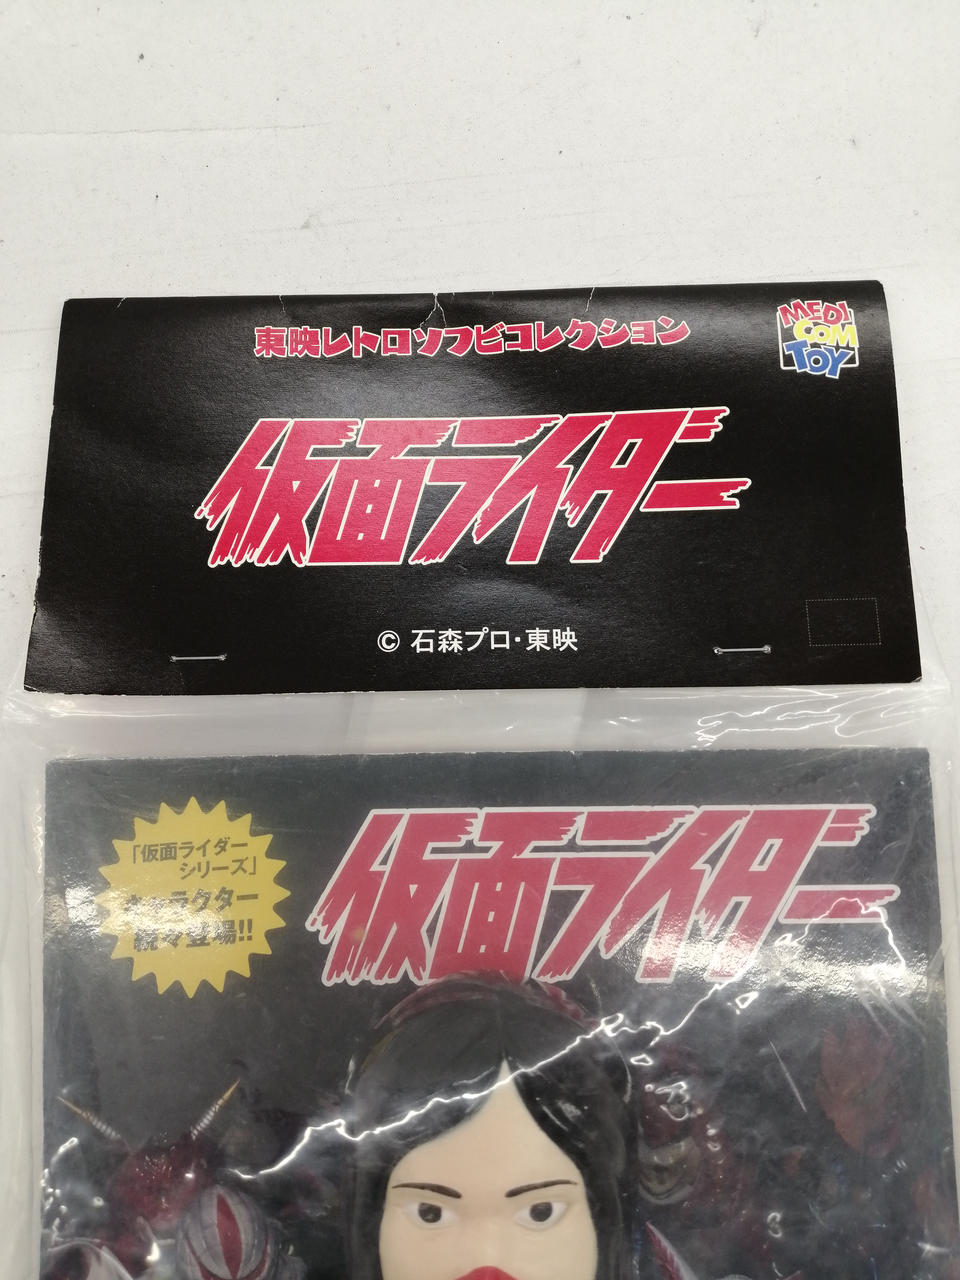 東映レトロソフビコレクション
MEDI
COM
TOY
仮面ライダー
© 石森プロ・東映
仮面ライダー
「仮面ライダー
シリーズ」
キャラクター
続々登場!!